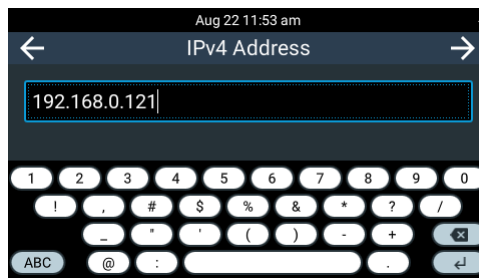 Aug 22 11:53 am
IPv4 Address
192.168.0.121
1 2 3 4 5 6 7 8 9 0
! , # $ % & * ? /
_ " ' ( ) - +
ABC @ : .